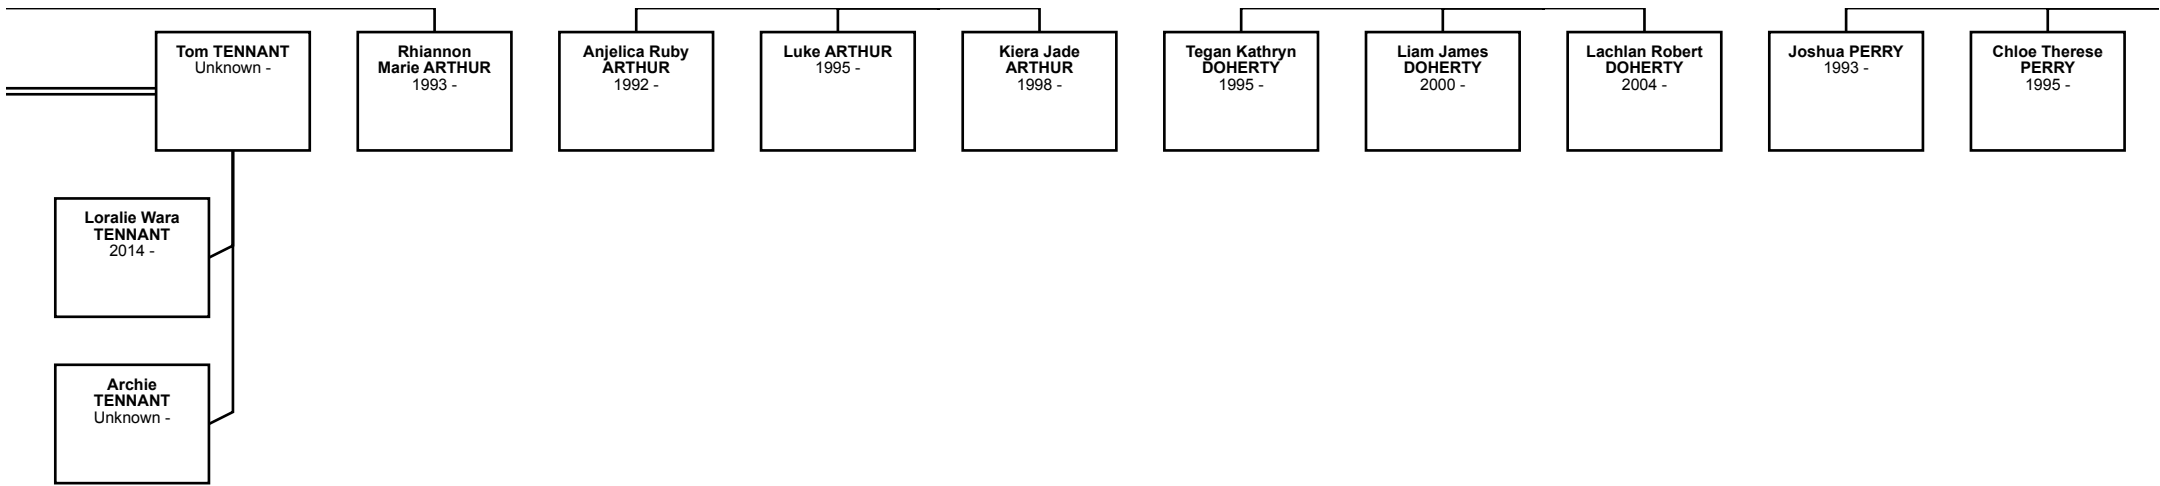 Tom TENNANT
Unknown -
Rhiannon
Marie ARTHUR
1993 -
Anjelica Ruby
ARTHUR
1992 -
Luke ARTHUR
1995 -
Kiera Jade
ARTHUR
1998 -
Tegan Kathryn
DOHERTY
1995 -
Liam James
DOHERTY
2000 -
Lachlan Robert
DOHERTY
2004 -
Joshua PERRY
1993 -
Chloe Therese
PERRY
1995 -
Loralie Wara
TENNANT
2014 -
Archie
TENNANT
Unknown -